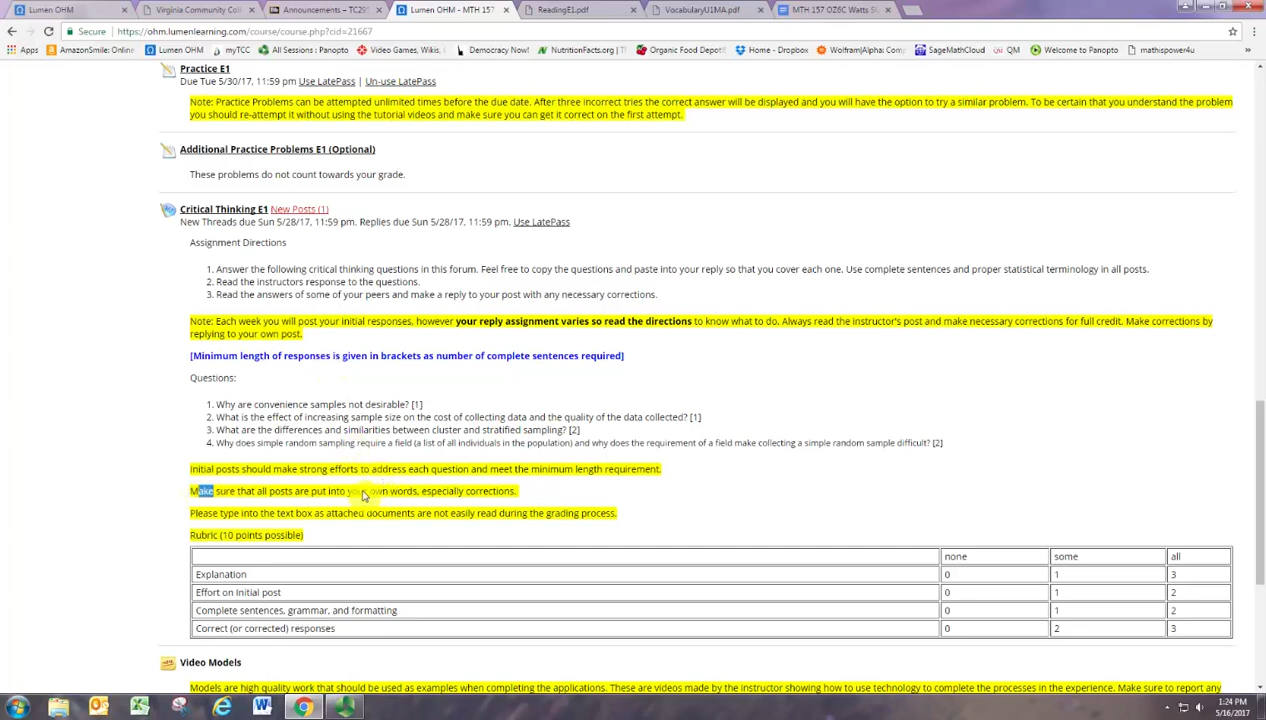 Lumen OHM
Virginia Community Coll
Announcements – TC295
Lumen OHM - MTH 157
ReadingE1.pdf
VocabularyU1MA.pdf
MTH 157 OZ6C Watts Su
Secure https://ohm.lumenlearning.com/course/course.php?cid=21667
AmazonSmile: Online Lumen OHM myTCC All Sessions : Panopto Video Games, Wikis, Democracy Now! NutritionFacts.org | Organic Food Depot Home - Dropbox Wolfram|Alpha: Comp SageMathCloud QM Welcome to Panopto mathispower4u
Practice E1
Due Tue 5/30/17, 11:59 pm Use LatePass | Un-use LatePass
Note: Practice Problems can be attempted unlimited times before the due date. After three incorrect tries the correct answer will be displayed and you will have the option to try a similar problem. To be certain that you understand the problem
you should re-attempt it without using the tutorial videos and make sure you can get it correct on the first attempt.
Additional Practice Problems E1 (Optional)
These problems do not count towards your grade.
Critical Thinking E1 New Posts (1)
New Threads due Sun 5/28/17, 11:59 pm. Replies due Sun 5/28/17, 11:59 pm. Use LatePass
Assignment Directions
1. Answer the following critical thinking questions in this forum. Feel free to copy the questions and paste into your reply so that you cover each one. Use complete sentences and proper statistical terminology in all posts.
2. Read the instructors response to the questions.
3. Read the answers of some of your peers and make a reply to your post with any necessary corrections.
Note: Each week you will post your initial responses, however your reply assignment varies so read the directions to know what to do. Always read the instructor's post and make necessary corrections for full credit. Make corrections by
replying to your own post.
[Minimum length of responses is given in brackets as number of complete sentences required]
Questions:
1. Why are convenience samples not desirable? [1]
2. What is the effect of increasing sample size on the cost of collecting data and the quality of the data collected? [1]
3. What are the differences and similarities between cluster and stratified sampling? [2]
4. Why does simple random sampling require a field (a list of all individuals in the population) and why does the requirement of a field make collecting a simple random sample difficult? [2]
Initial posts should make strong efforts to address each question and meet the minimum length requirement.
Make sure that all posts are put into your own words, especially corrections.
Please type into the text box as attached documents are not easily read during the grading process.
Rubric (10 points possible)
none some all
Explanation 0 1 3
Effort on Initial post 0 1 2
Complete sentences, grammar, and formatting 0 1 2
Correct (or corrected) responses 0 2 3
Video Models
Models are high quality work that should be used as examples when completing the applications. These are videos made by the instructor showing how to use technology to complete the processes in the experience. Make sure to report any
1:24 PM
5/16/2017